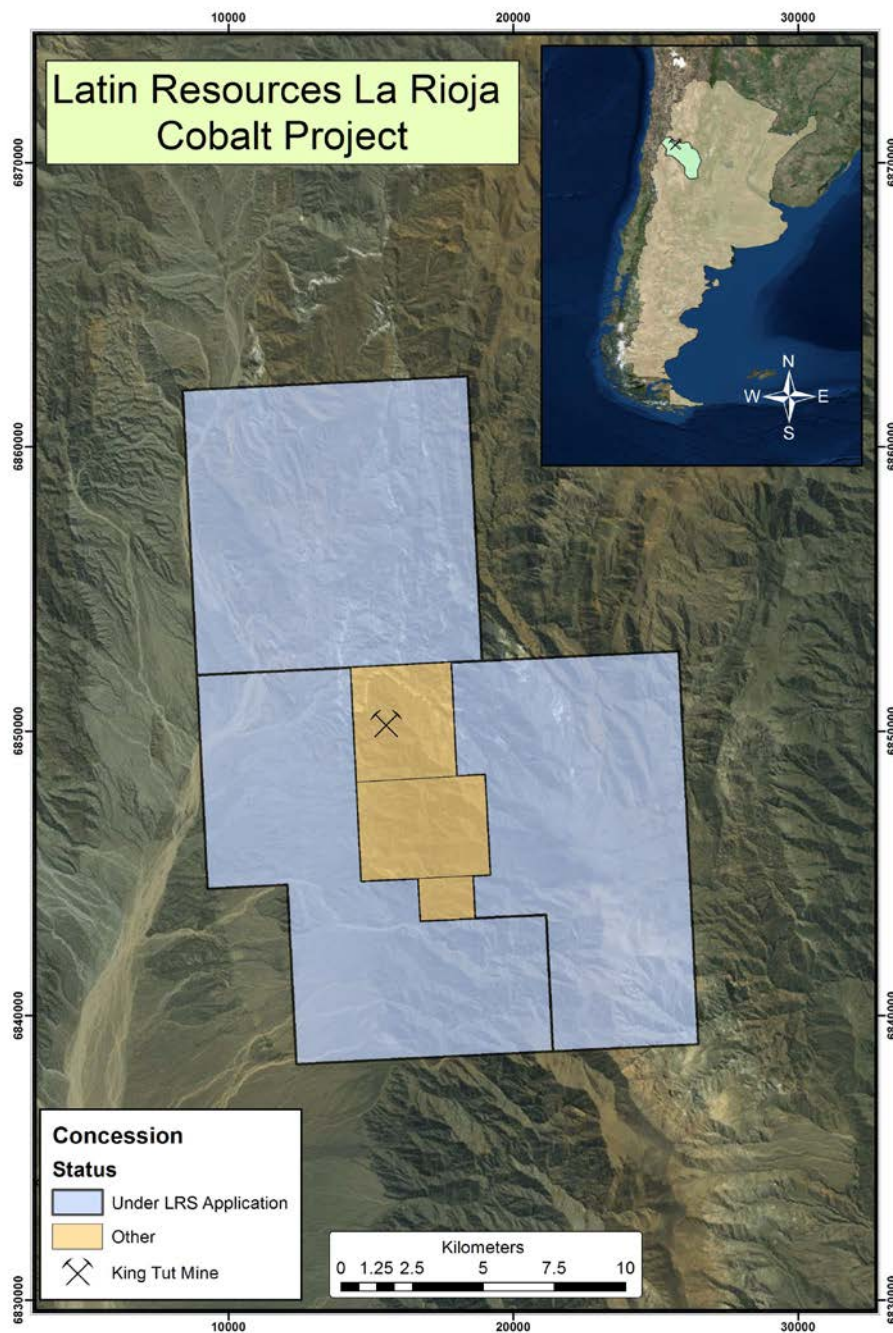 10000 20000 30000
Latin Resources La Rioja
Cobalt Project
6870000 6870000
N
W E
S
6860000 6860000
6850000 6850000
6840000 6840000
Concession
Status
Under LRS Application
Other
King Tut Mine
Kilometers
0 1.25 2.5 5 7.5 10
6830000 6830000
10000 20000 30000